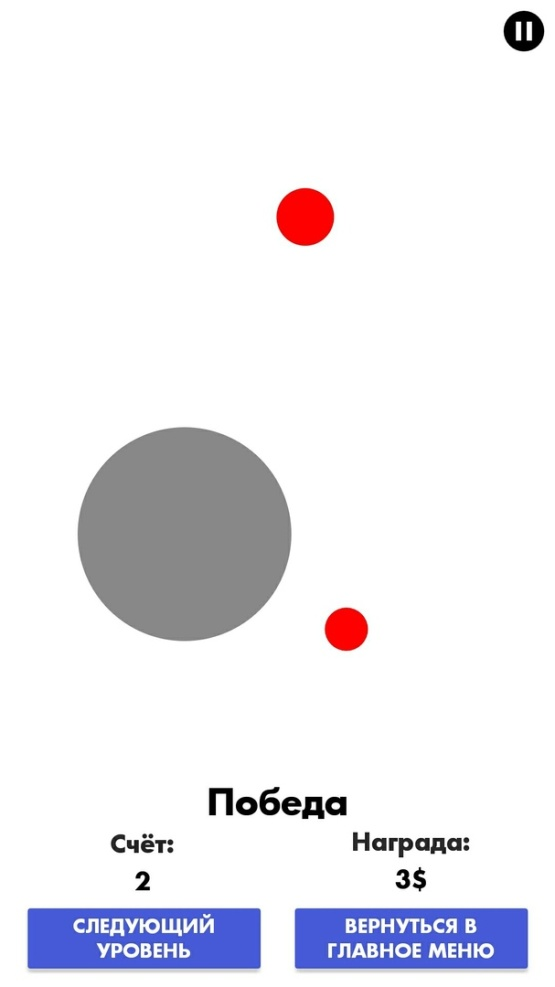 Победа
Счёт:
Награда:
2
3$
СЛЕДУЮЩИЙ
УРОВЕНЬ
ВЕРНУТЬСЯ В
ГЛАВНОЕ МЕНЮ